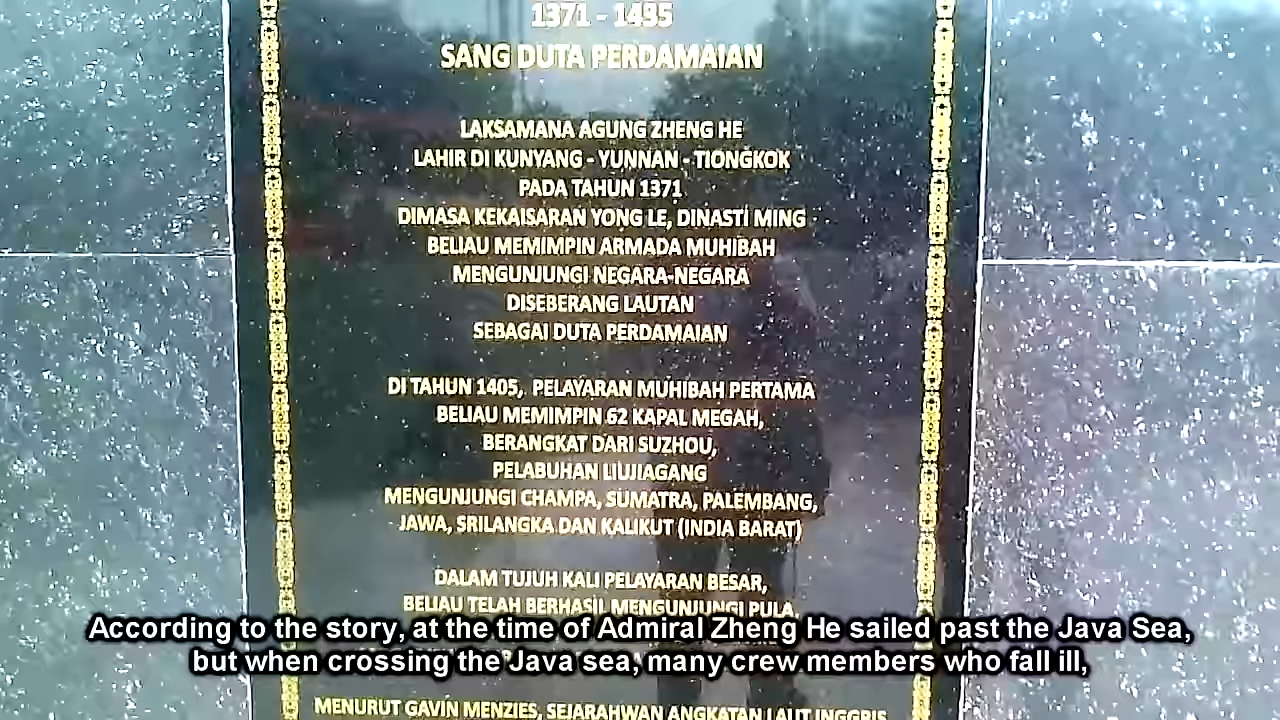 1371 - 1435
SANG DUTA PERDAMAIAN
LAKSAMANA AGUNG ZHENG HE
LAHIR DI KUNYANG - YUNNAN - TIONGKOK
PADA TAHUN 1371
DIMASA KEKAISARAN YONG LE, DINASTI MING
BELIAU MEMIMPIN ARMADA MUHIBAH
MENGUNJUNGI NEGARA-NEGARA
DISEBERANG LAUTAN
SEBAGAI DUTA PERDAMAIAN
DI TAHUN 1405, PELAYARAN MUHIBAH PERTAMA
BELIAU MEMIMPIN 62 KAPAL MEGAH,
BERANGKAT DARI SUZHOU,
PELABUHAN LIUJIAGANG
MENGUNJUNGI CHAMPA, SUMATRA, PALEMBANG,
JAWA, SRILANGKA DAN KALIKUT (INDIA BARAT)
DALAM TUJUH KALI PELAYARAN BESAR,
BELIAU TELAH BERHASIL MENGUNJUNGI PULA,
According to the story, at the time of Admiral Zheng He sailed past the Java Sea,
but when crossing the Java sea, many crew members who fall ill,
MENURUT GAVIN MENZIES, SEJARAHWAN ANGKATAN LAUT INGGRIS